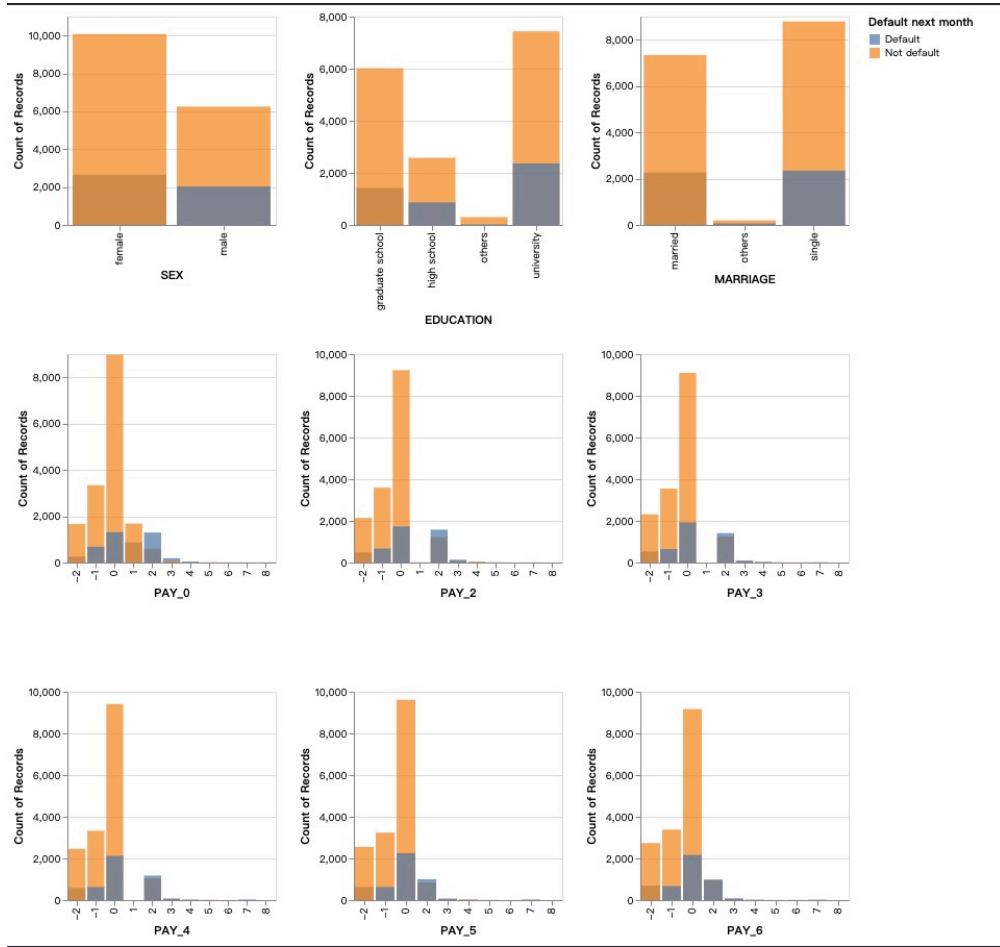 Default next month
Default
Not default
Count of Records
10,000
8,000
6,000
4,000
2,000
0
female
male
SEX
Count of Records
8,000
6,000
4,000
2,000
0
graduate school
high school
others
university
EDUCATION
Count of Records
8,000
6,000
4,000
2,000
0
married
others
single
MARRIAGE
Count of Records
8,000
6,000
4,000
2,000
0
−2 −1 0 1 2 3 4 5 6 7 8
PAY_0
Count of Records
10,000
8,000
6,000
4,000
2,000
0
−2 −1 0 1 2 3 4 5 6 7 8
PAY_2
Count of Records
10,000
8,000
6,000
4,000
2,000
0
−2 −1 0 1 2 3 4 5 6 7 8
PAY_3
Count of Records
10,000
8,000
6,000
4,000
2,000
0
−2 −1 0 1 2 3 4 5 6 7 8
PAY_4
Count of Records
10,000
8,000
6,000
4,000
2,000
0
−2 −1 0 2 3 4 5 6 7 8
PAY_5
Count of Records
10,000
8,000
6,000
4,000
2,000
0
−2 −1 0 2 3 4 5 6 7 8
PAY_6